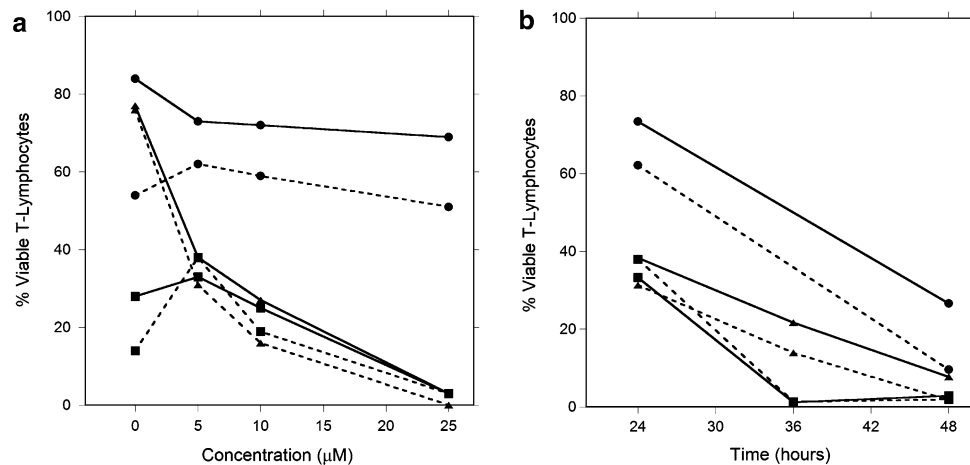 a
100
80
60
40
20
0
% Viable T-Lymphocytes
0 5 10 15 20 25
Concentration (μM)
b
100
80
60
40
20
0
% Viable T-Lymphocytes
24 30 36 42 48
Time (hours)